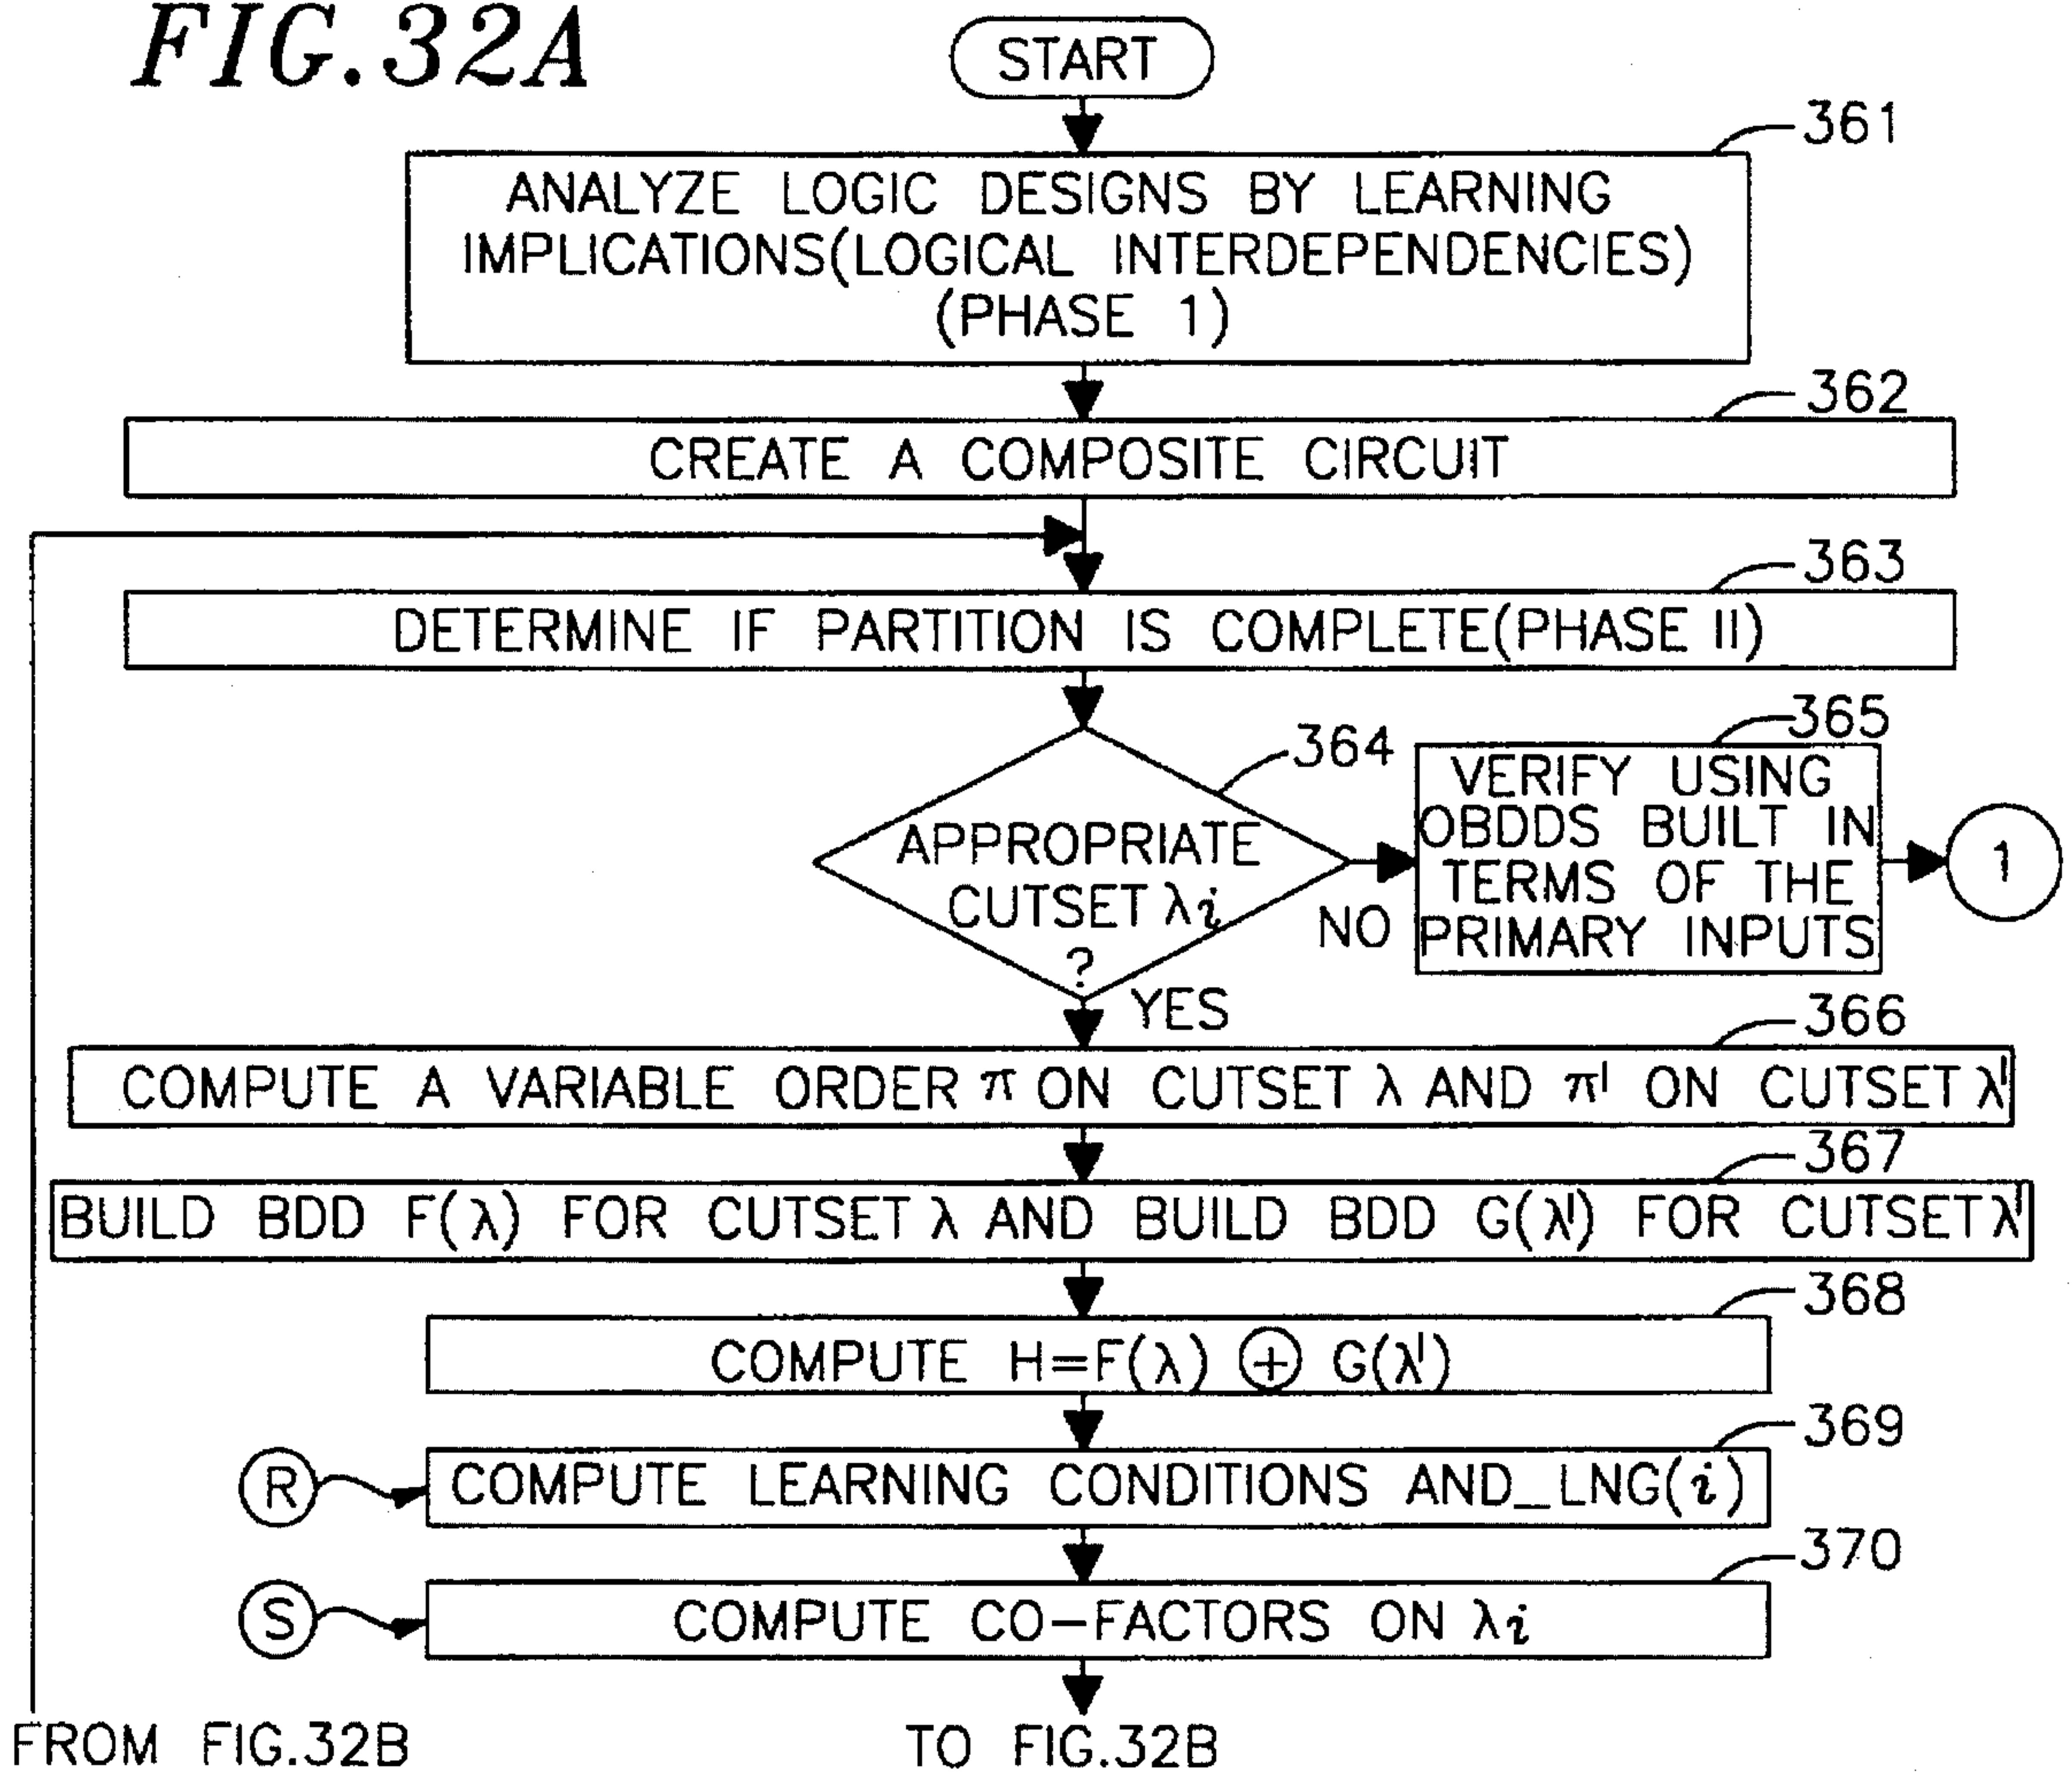 FIG.32A
START
361
ANALYZE LOGIC DESIGNS BY LEARNING
IMPLICATIONS(LOGICAL INTERDEPENDENCIES)
(PHASE 1)
362
CREATE A COMPOSITE CIRCUIT
363
DETERMINE IF PARTITION IS COMPLETE(PHASE II)
364
APPROPRIATE
CUTSET λi
?
NO
YES
365
VERIFY USING
OBDDS BUILT IN
TERMS OF THE
PRIMARY INPUTS
1
366
COMPUTE A VARIABLE ORDER π ON CUTSET λ AND π' ON CUTSET λ'
367
BUILD BDD F(λ) FOR CUTSET λ AND BUILD BDD G(λ') FOR CUTSET λ'
368
COMPUTE H=F(λ) ⊕ G(λ')
369
R
COMPUTE LEARNING CONDITIONS AND_LNG(i)
370
S
COMPUTE CO-FACTORS ON λi
FROM FIG.32B
TO FIG.32B